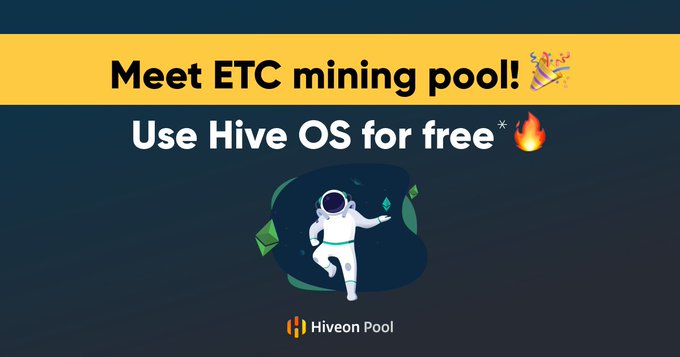 Meet ETC mining pool! 🎉
Use Hive OS for free* 🔥
Hiveon Pool